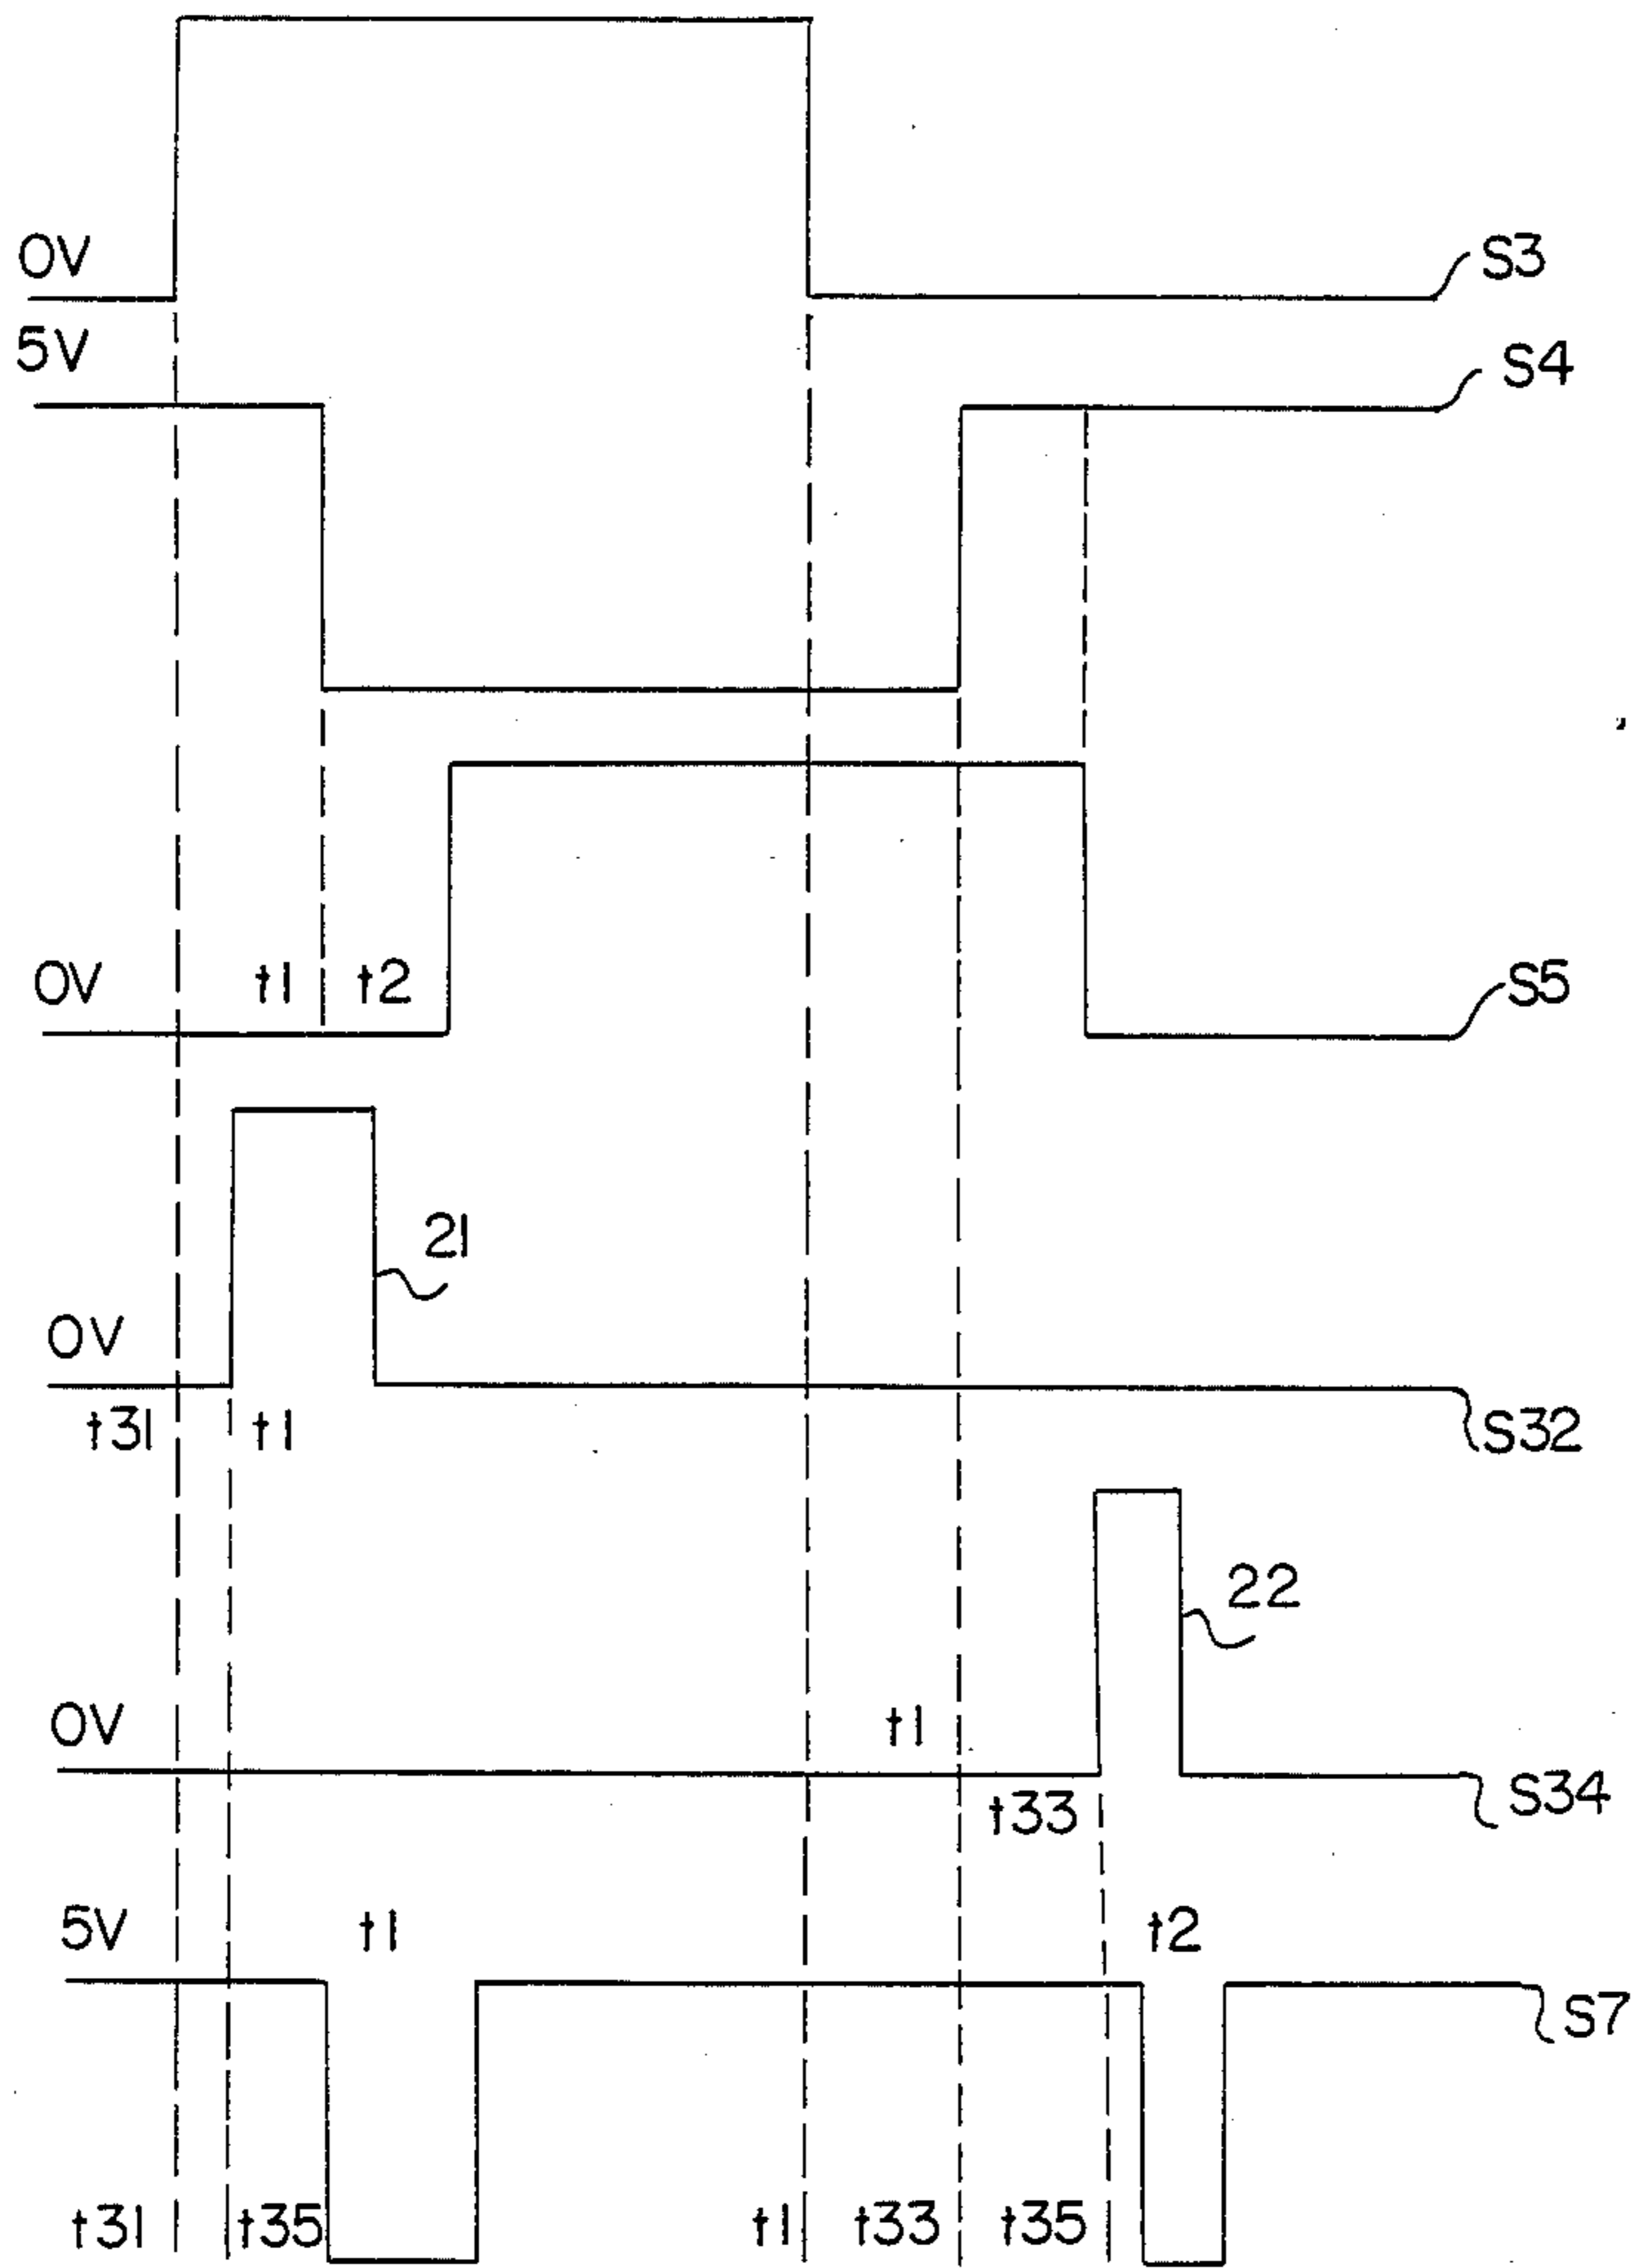 0V
S3
5V
S4
0V t1 t2
S5
21
0V
t31 t1
S32
22
0V t1
t33
S34
5V t1 t2
S7
t31 t35 t1 t33 t35